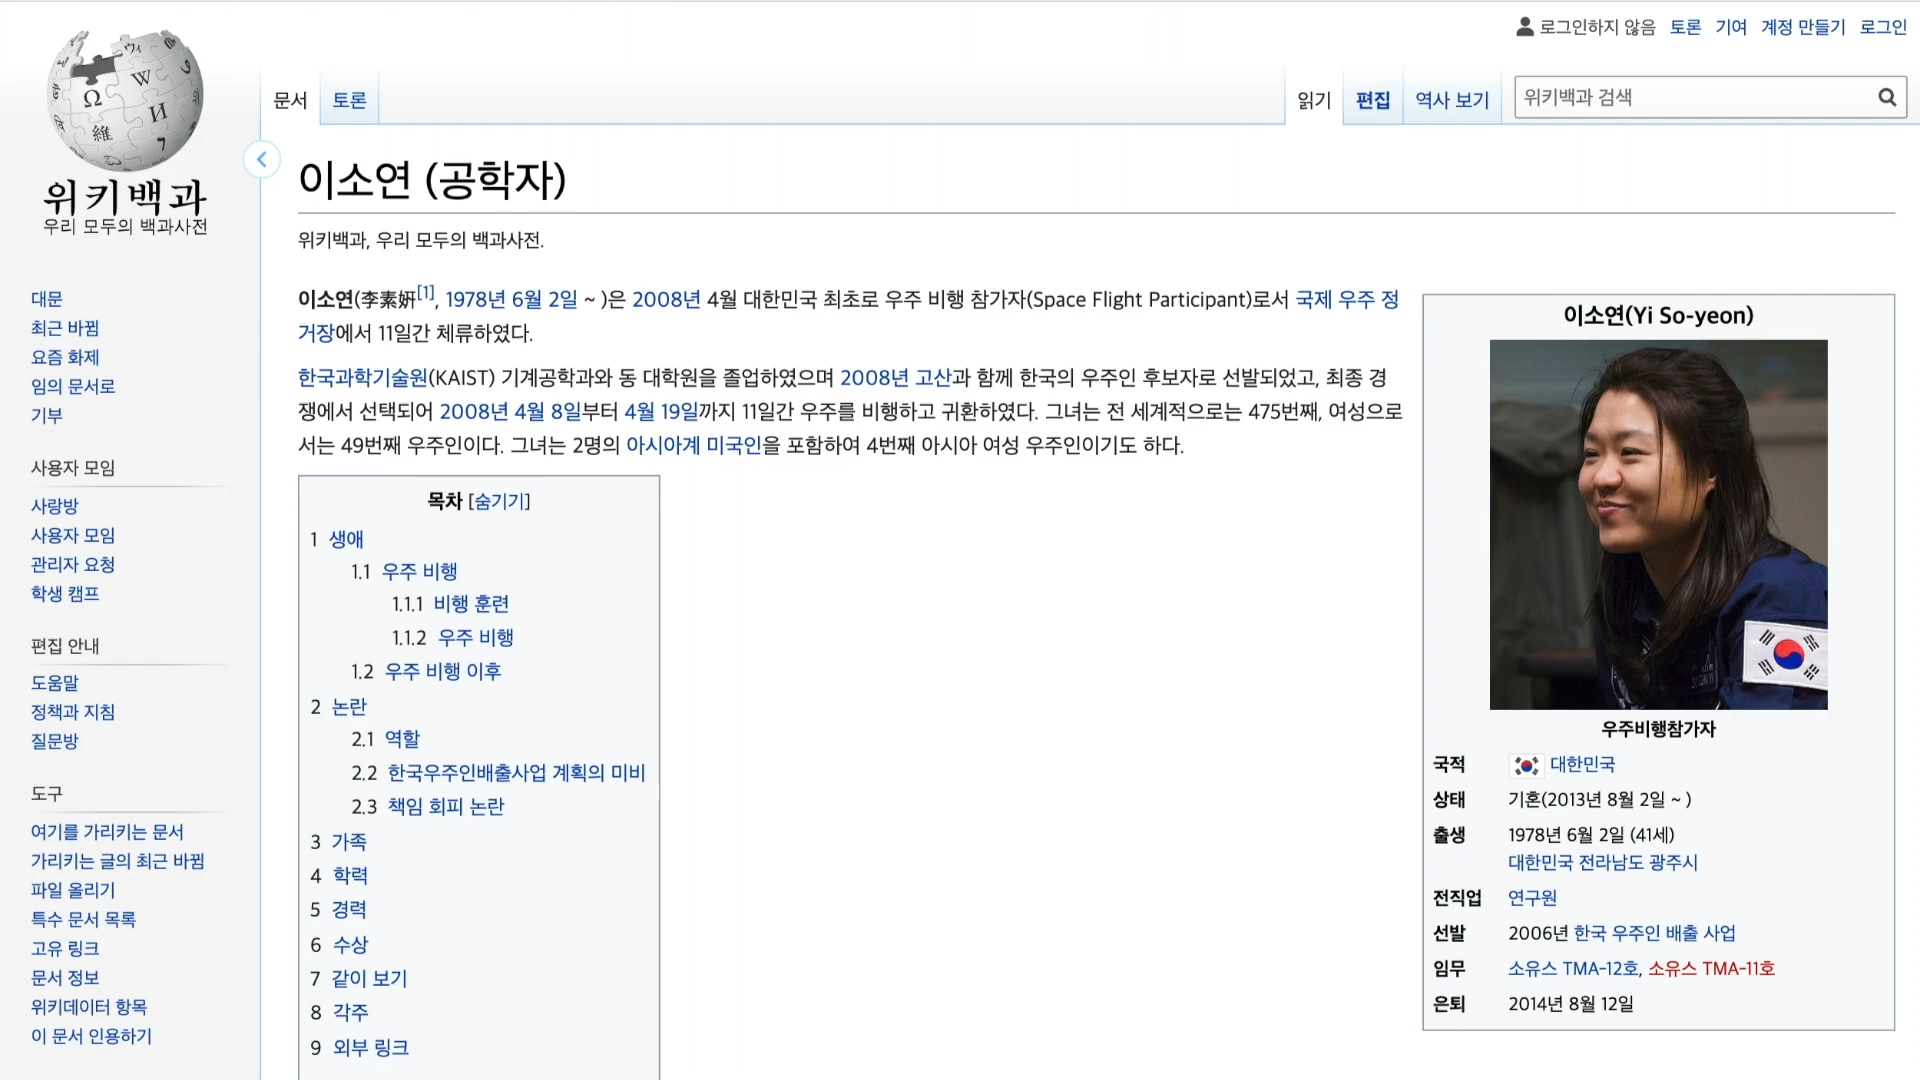 로그인하지 않음 토론 기여 계정 만들기 로그인
문서 토론 읽기 편집 역사 보기 위키백과 검색
위키백과
우리 모두의 백과사전
대문
최근 바뀜
요즘 화제
임의 문서로
기부
사용자 모임
사랑방
사용자 모임
관리자 요청
학생 캠프
편집 안내
도움말
정책과 지침
질문방
도구
여기를 가리키는 문서
가리키는 글의 최근 바뀜
파일 올리기
특수 문서 목록
고유 링크
문서 정보
위키데이터 항목
이 문서 인용하기
이소연 (공학자)
위키백과, 우리 모두의 백과사전.
이소연(李素姸[1], 1978년 6월 2일 ~ )은 2008년 4월 대한민국 최초로 우주 비행 참가자(Space Flight Participant)로서 국제 우주 정
거장에서 11일간 체류하였다.
한국과학기술원(KAIST) 기계공학과와 동 대학원을 졸업하였으며 2008년 고산과 함께 한국의 우주인 후보자로 선발되었고, 최종 경
쟁에서 선택되어 2008년 4월 8일부터 4월 19일까지 11일간 우주를 비행하고 귀환하였다. 그녀는 전 세계적으로는 475번째, 여성으로
서는 49번째 우주인이다. 그녀는 2명의 아시아계 미국인을 포함하여 4번째 아시아 여성 우주인이기도 하다.
목차 [숨기기]
1 생애
1.1 우주 비행
1.1.1 비행 훈련
1.1.2 우주 비행
1.2 우주 비행 이후
2 논란
2.1 역할
2.2 한국우주인배출사업 계획의 미비
2.3 책임 회피 논란
3 가족
4 학력
5 경력
6 수상
7 같이 보기
8 각주
9 외부 링크
이소연(Yi So-yeon)
우주비행참가자
국적 대한민국
상태 기혼(2013년 8월 2일 ~ )
출생 1978년 6월 2일 (41세)
대한민국 전라남도 광주시
전직업 연구원
선발 2006년 한국 우주인 배출 사업
임무 소유스 TMA-12호, 소유스 TMA-11호
은퇴 2014년 8월 12일